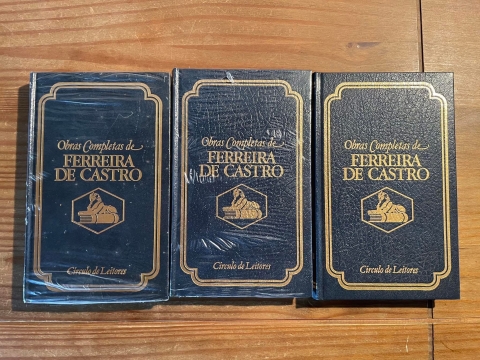 Obras Completas de
FERREIRA
DE CASTRO
Círculo de Leitores
Obras Completas de
FERREIRA
DE CASTRO
Círculo de Leitores
Obras Completas de
FERREIRA
DE CASTRO
Círculo de Leitores